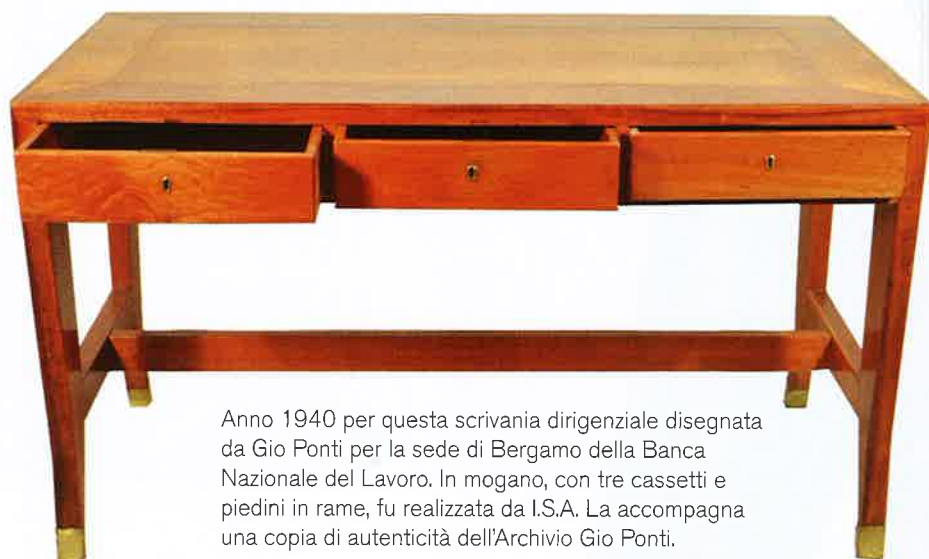 Anno 1940 per questa scrivania dirigenziale disegnata
da Gio Ponti per la sede di Bergamo della Banca
Nazionale del Lavoro. In mogano, con tre cassetti e
piedini in rame, fu realizzata da I.S.A. La accompagna
una copia di autenticità dell'Archivio Gio Ponti.